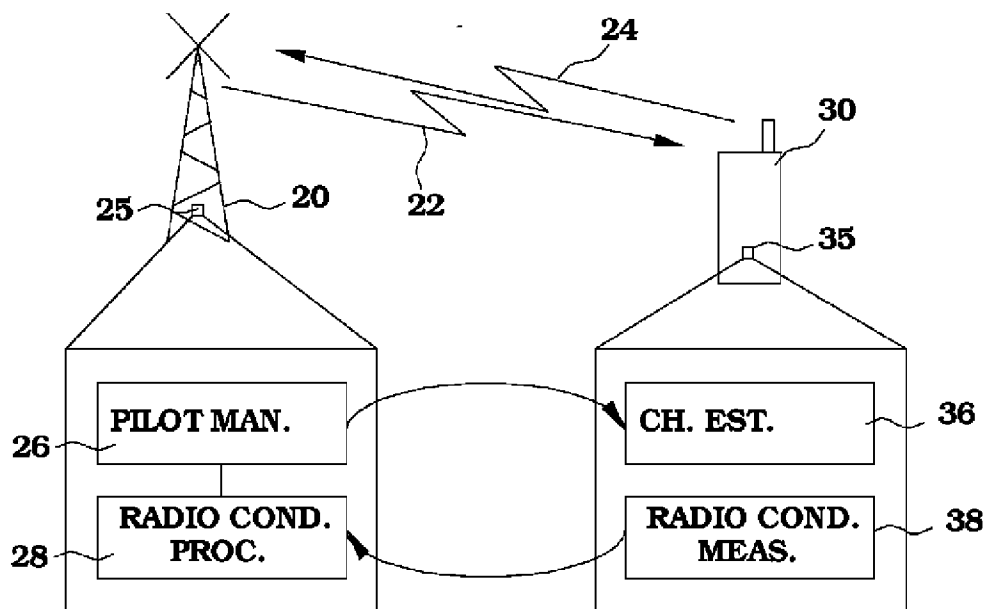 24
30
22
20
25
35
PILOT MAN.
CH. EST.
26
36
RADIO COND.
PROC.
RADIO COND.
MEAS.
28
38